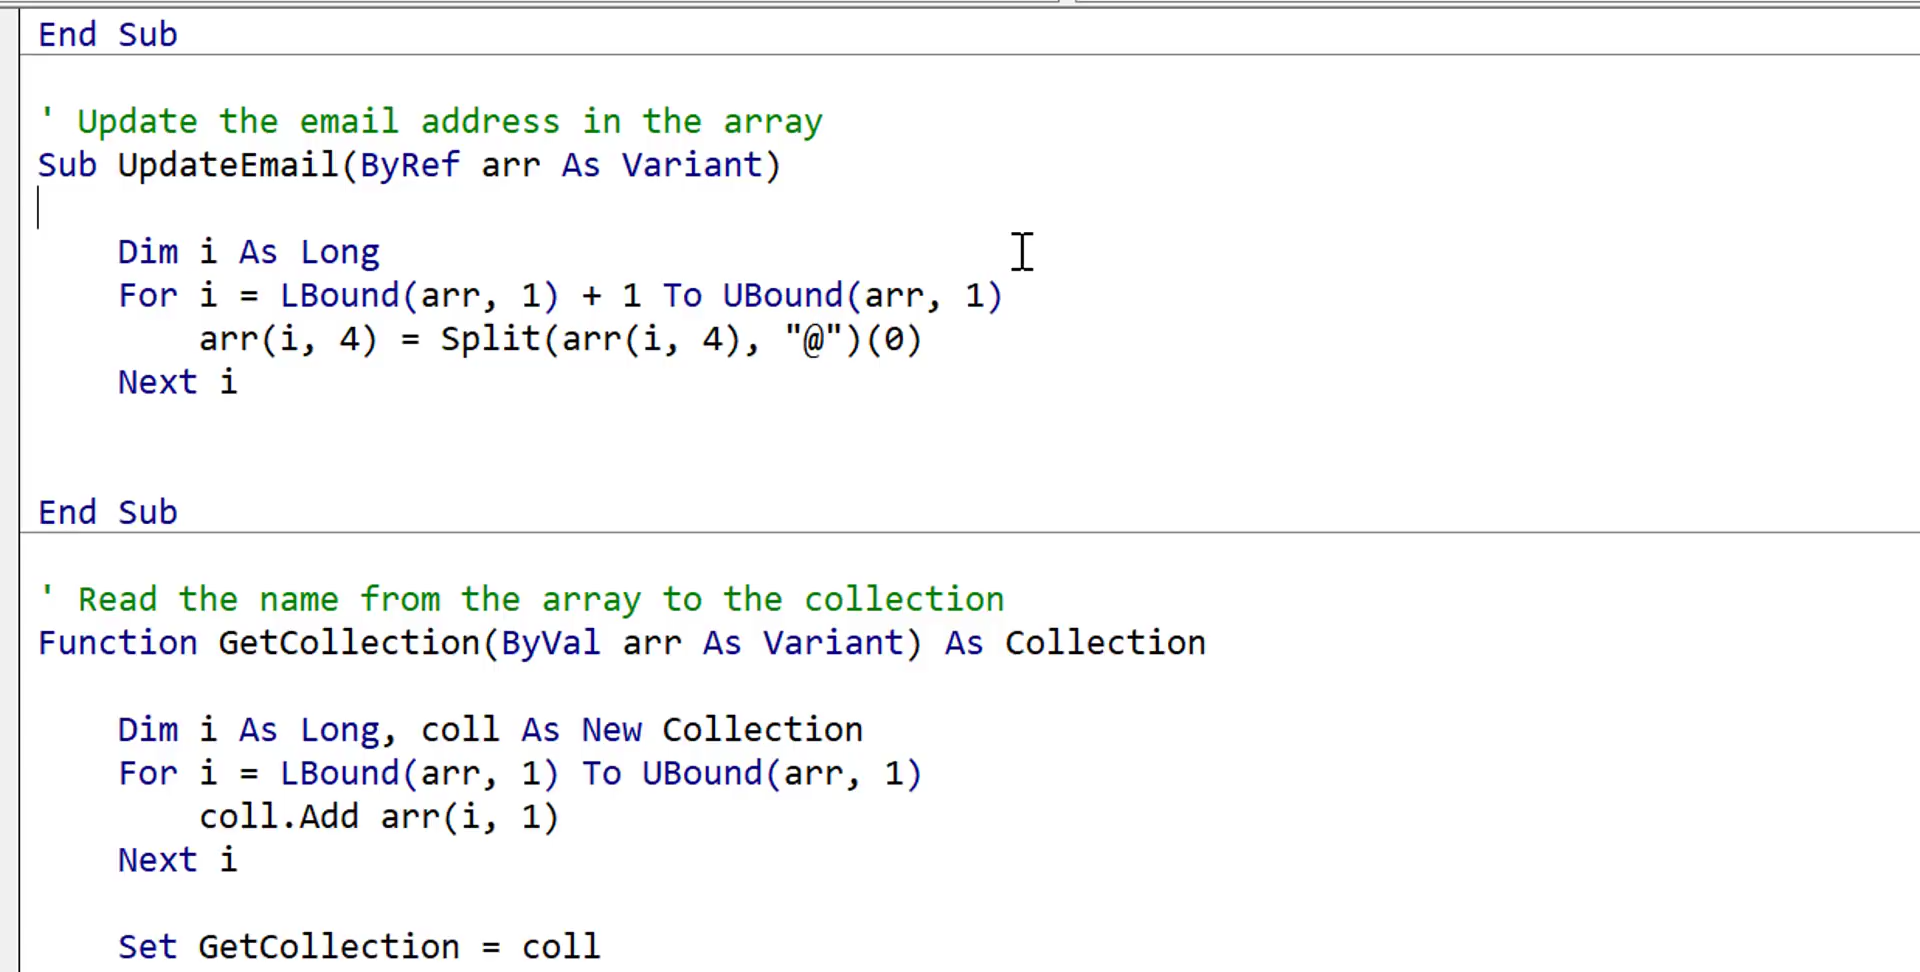 End Sub
' Update the email address in the array
Sub UpdateEmail(ByRef arr As Variant)
    Dim i As Long
    For i = LBound(arr, 1) + 1 To UBound(arr, 1)
        arr(i, 4) = Split(arr(i, 4), "@")(0)
    Next i
End Sub
' Read the name from the array to the collection
Function GetCollection(ByVal arr As Variant) As Collection
    Dim i As Long, coll As New Collection
    For i = LBound(arr, 1) To UBound(arr, 1)
        coll.Add arr(i, 1)
    Next i
    Set GetCollection = coll